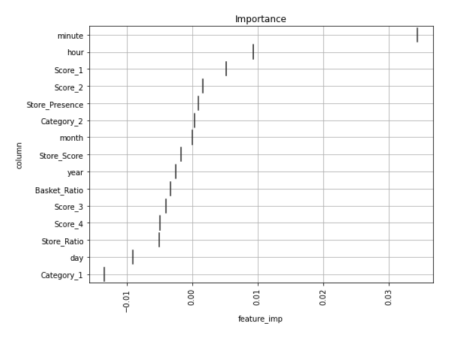 Importance
minute
hour
Score_1
Score_2
Store_Presence
Category_2
month
Store_Score
year
Basket_Ratio
Score_3
Score_4
Store_Ratio
day
Category_1
column
−0.01
0.00
0.01
0.02
0.03
feature_imp